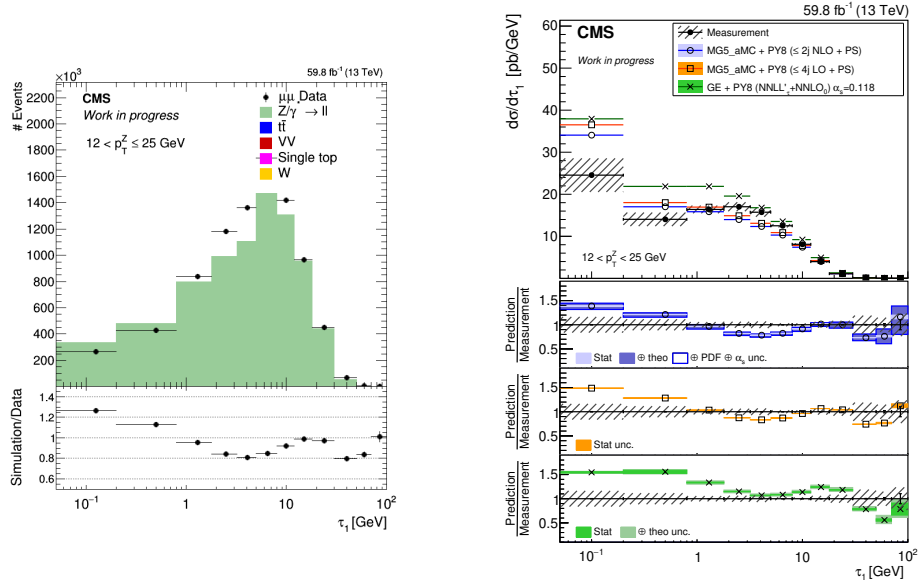 59.8 fb⁻¹ (13 TeV)
×10³
# Events
2200
2000
1800
1600
1400
1200
1000
800
600
400
200
CMS
Work in progress
12 < p_T^Z ≤ 25 GeV
μμ Data
Z/γ* → ll
tt̄
VV
Single top
W
Simulation/Data
1.4
1.2
1
0.8
0.6
10⁻¹
1
10
10²
τ₁ [GeV]
59.8 fb⁻¹ (13 TeV)
dσ/dτ₁ [pb/GeV]
60
50
40
30
20
10
0
CMS
Work in progress
Measurement
MG5_aMC + PY8 (≤ 2j NLO + PS)
MG5_aMC + PY8 (≤ 4j LO + PS)
GE + PY8 (NNLL'_τ+NNLO₀) α_s=0.118
12 < p_T^Z < 25 GeV
Prediction
Measurement
1.5
1
0.5
Stat
⊕ theo
⊕ PDF ⊕ α_s unc.
Prediction
Measurement
1.5
1
0.5
Stat unc.
Prediction
Measurement
1.5
1
0.5
Stat
⊕ theo unc.
10⁻¹
1
10
10²
τ₁ [GeV]